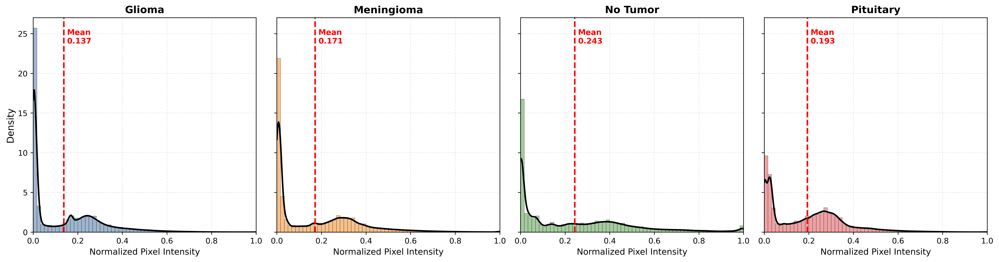 Glioma
Mean
0.137
Density
25
20
15
10
5
0
0.0 0.2 0.4 0.6 0.8 1.0
Normalized Pixel Intensity
Meningioma
Mean
0.171
0.0 0.2 0.4 0.6 0.8 1.0
Normalized Pixel Intensity
No Tumor
Mean
0.243
0.0 0.2 0.4 0.6 0.8 1.0
Normalized Pixel Intensity
Pituitary
Mean
0.193
0.0 0.2 0.4 0.6 0.8 1.0
Normalized Pixel Intensity